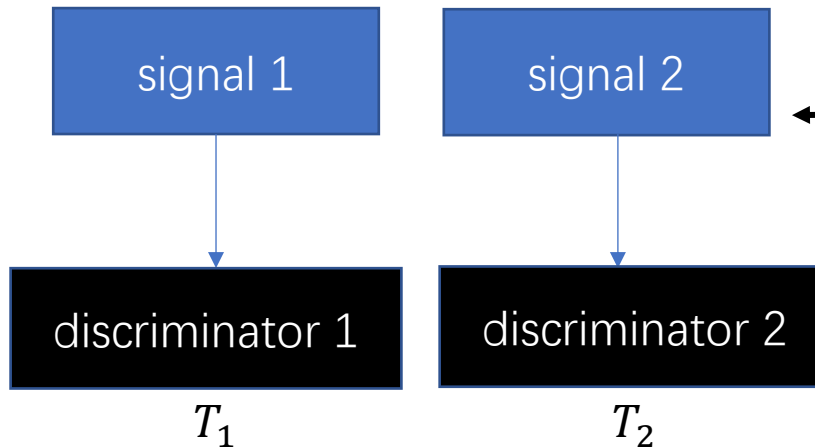 signal 1
signal 2
discriminator 1
discriminator 2
T₁
T₂